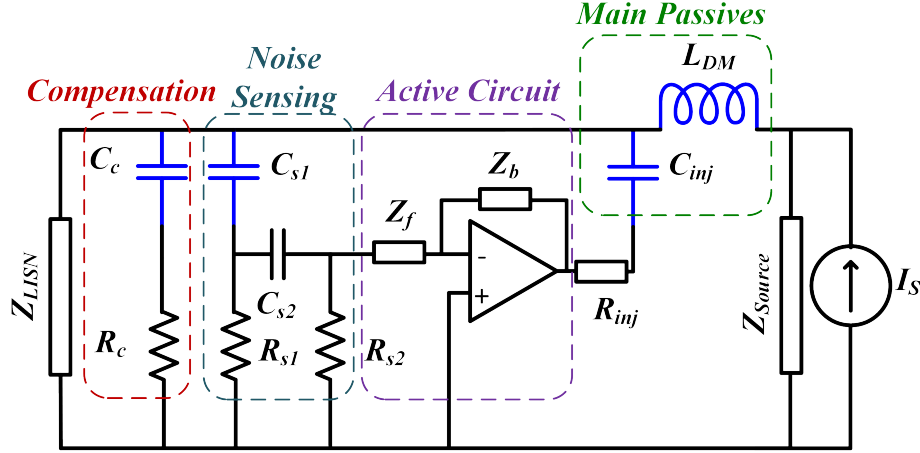 Main Passives
Noise
Sensing
Compensation
Active Circuit
L_DM
C_c
C_s1
Z_b
C_inj
Z_f
-
+
C_s2
R_inj
Z_LISN
Z_Source
I_S
R_c
R_s1
R_s2